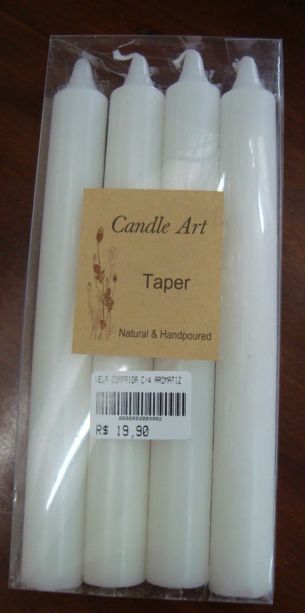 Candle Art
Taper
Natural & Handpoured
VELA COMPRIDA C/4 AROMATIZ
R$ 19,90